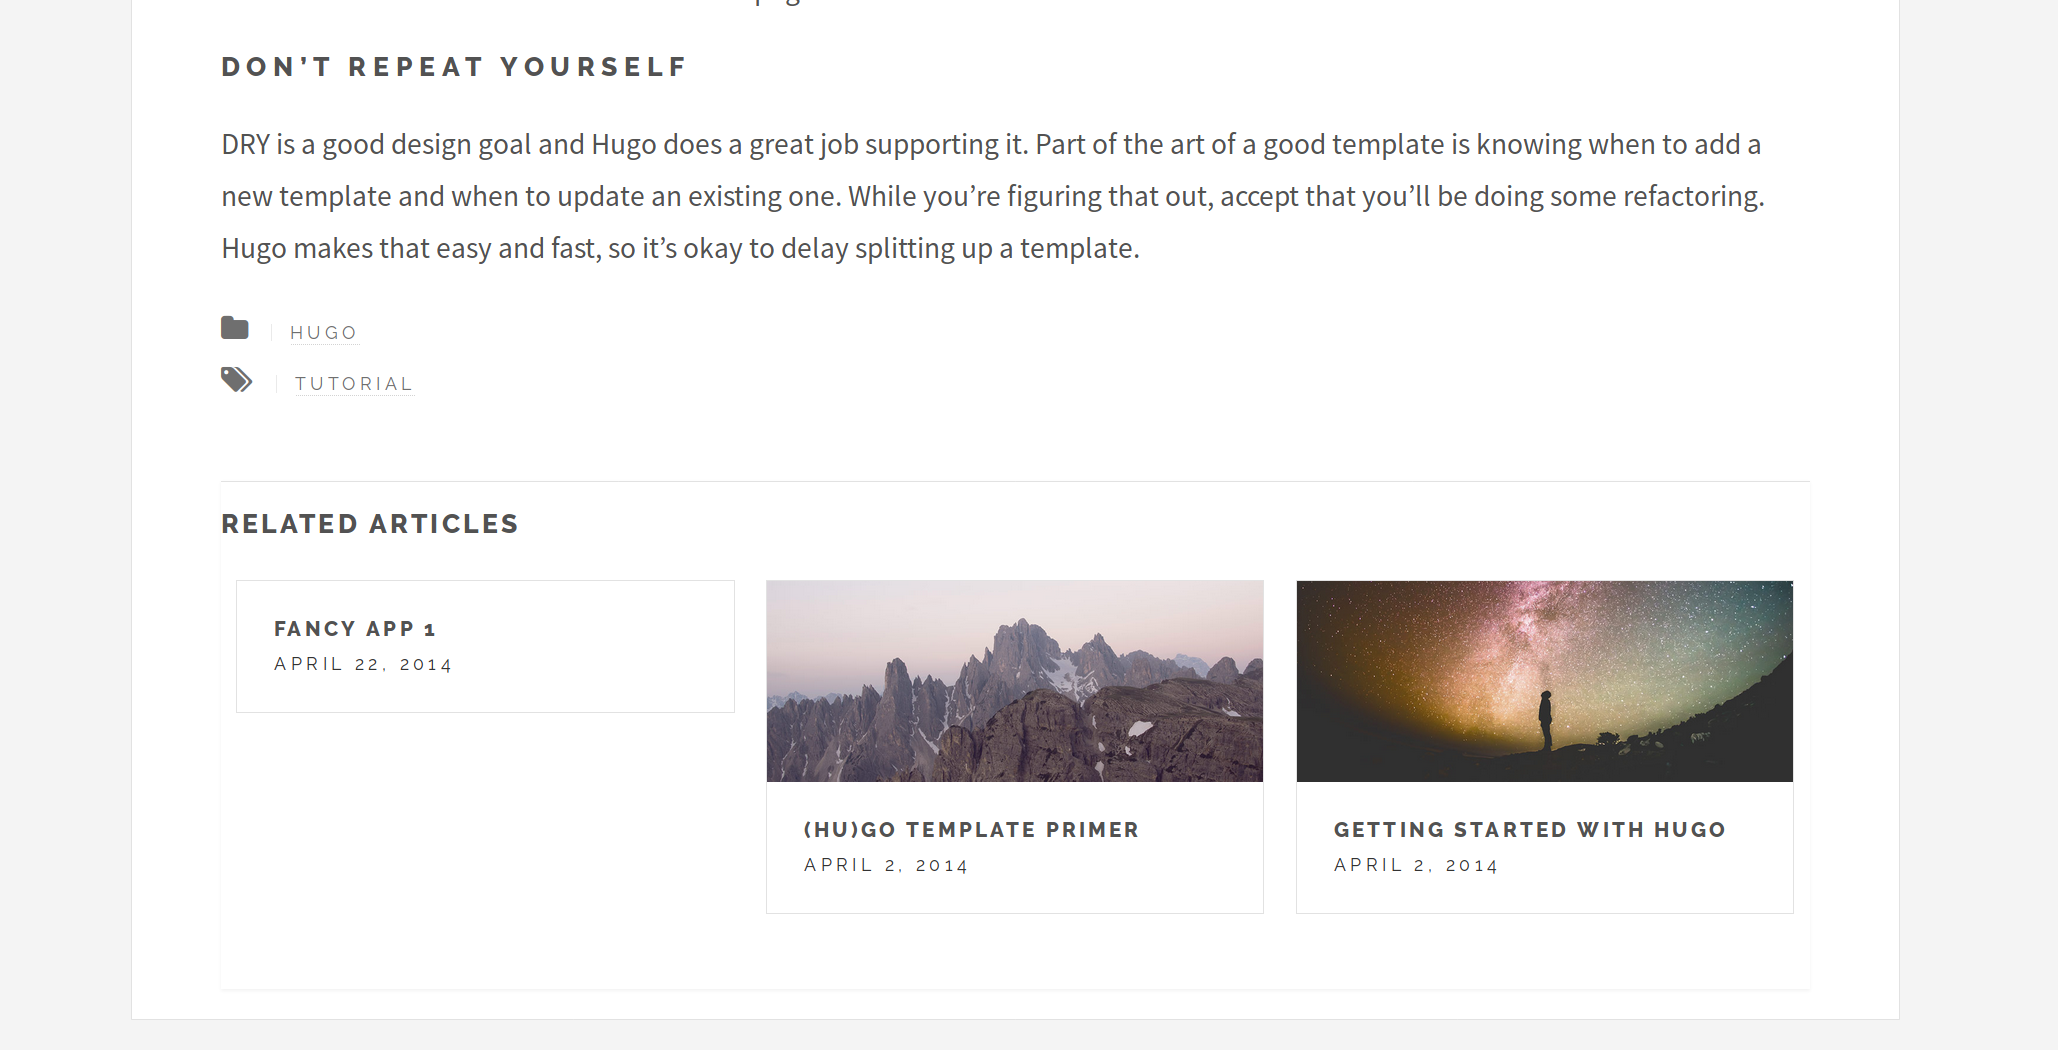 DON’T REPEAT YOURSELF
DRY is a good design goal and Hugo does a great job supporting it. Part of the art of a good template is knowing when to add a
new template and when to update an existing one. While you’re figuring that out, accept that you’ll be doing some refactoring.
Hugo makes that easy and fast, so it’s okay to delay splitting up a template.
HUGO
TUTORIAL
RELATED ARTICLES
FANCY APP 1
APRIL 22, 2014
(HU)GO TEMPLATE PRIMER
APRIL 2, 2014
GETTING STARTED WITH HUGO
APRIL 2, 2014